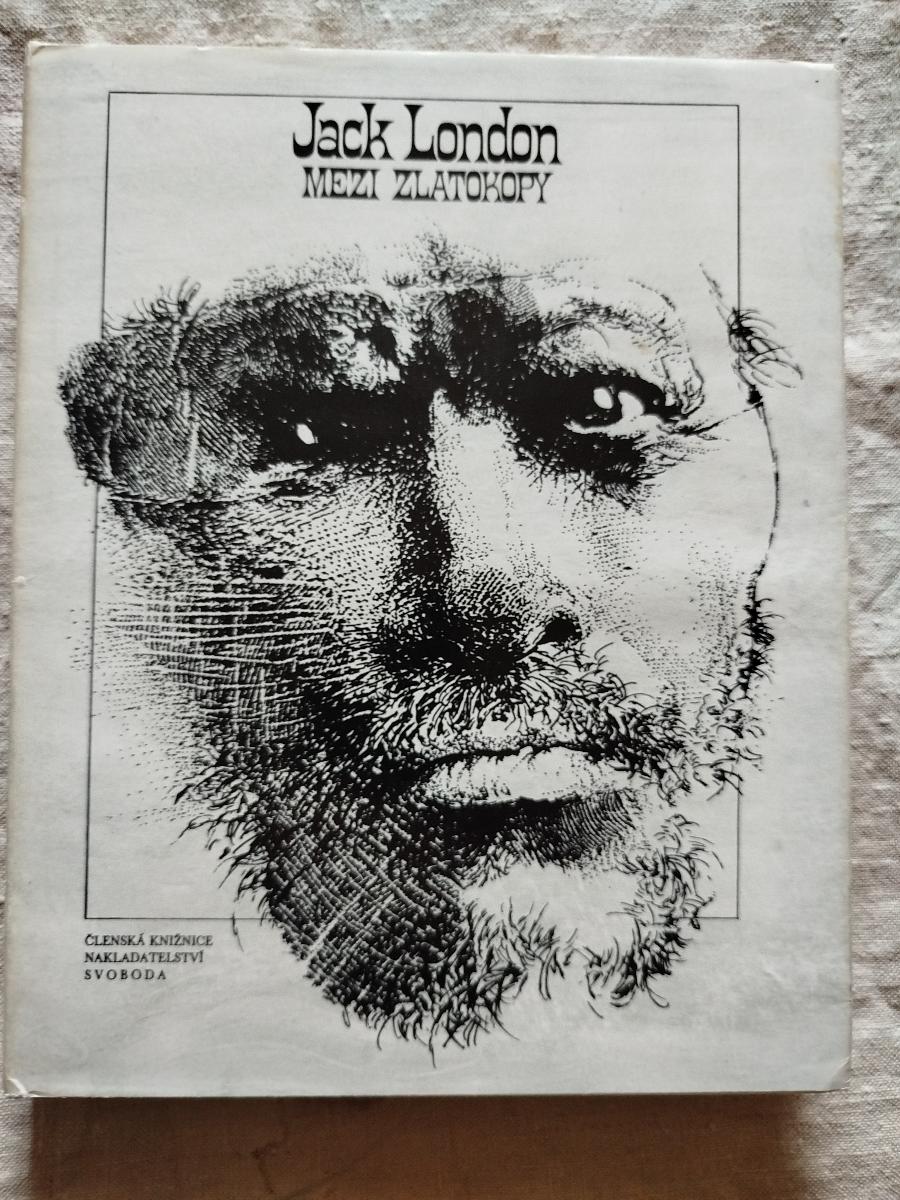 Jack London
MEZI ZLATOKOPY
ČLENSKÁ KNIŽNICE
NAKLADATELSTVÍ
SVOBODA